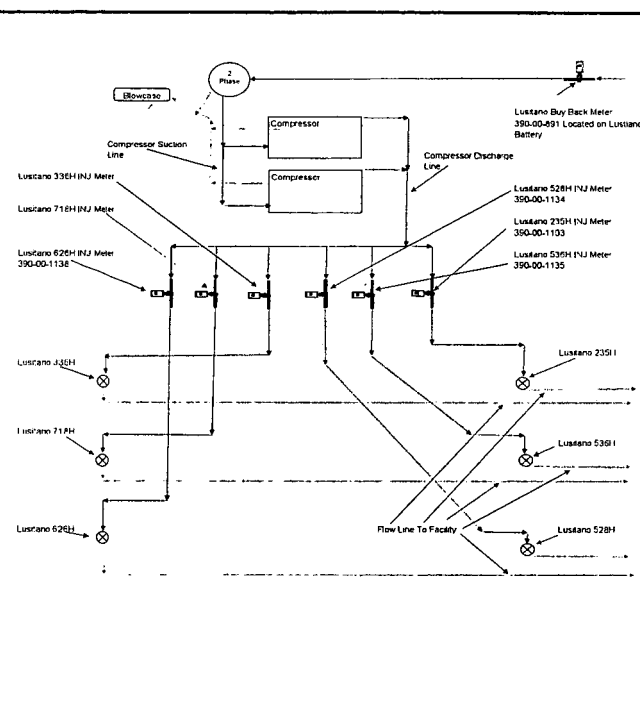 2
Phase
Blowcase
Lusitano Buy Back Meter
390-00-891 Located on Lusitano
Battery
Compressor
Compressor Suction
Line
Compressor Discharge
Line
Compressor
Lusitano 336H INJ Meter
Lusitano 528H INJ Meter
390-00-1134
Lusitano 718H INJ Meter
Lusitano 235H INJ Meter
390-00-1103
Lusitano 626H INJ Meter
390-00-1138
Lusitano 536H INJ Meter
390-00-1135
Lusitano 336H
Lusitano 235H
Lusitano 718H
Lusitano 536H
Lusitano 626H
Flow Line To Facility
Lusitano 528H